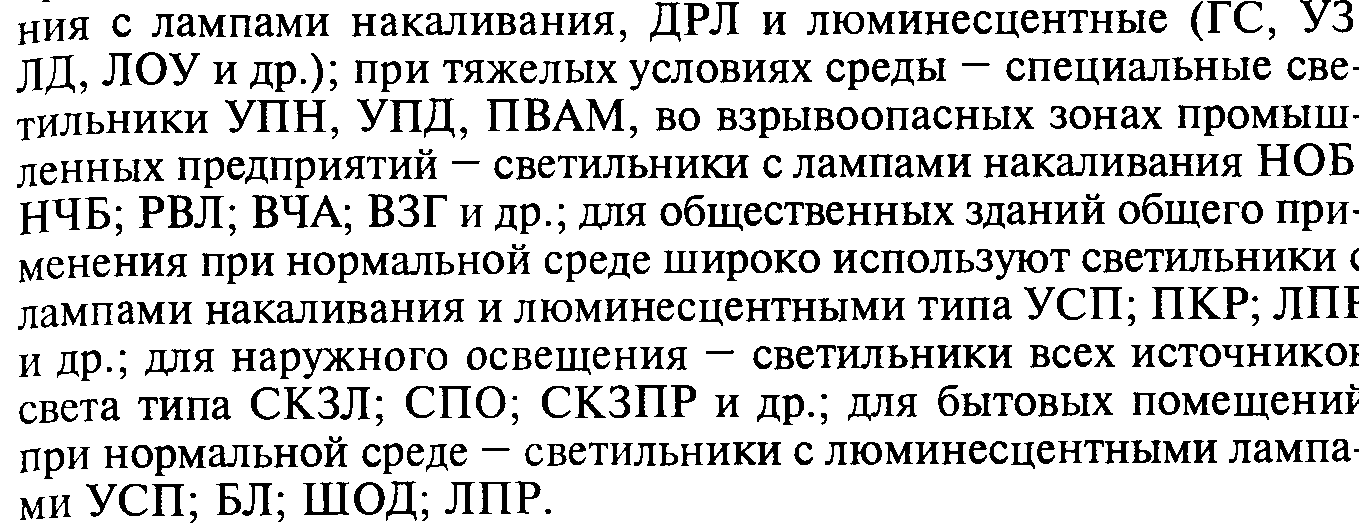 ния с лампами накаливания, ДРЛ и люминесцентные (ГС, УЗ
ЛД, ЛОУ и др.); при тяжелых условиях среды — специальные све-
тильники УПН, УПД, ПВАМ, во взрывоопасных зонах промыш-
ленных предприятий — светильники с лампами накаливания НОБ
НЧБ; РВЛ; ВЧА; ВЗГ и др.; для общественных зданий общего при-
менения при нормальной среде широко используют светильники с
лампами накаливания и люминесцентными типа УСП; ПКР; ЛПР
и др.; для наружного освещения — светильники всех источников
света типа СКЗЛ; СПО; СКЗПР и др.; для бытовых помещений
при нормальной среде — светильники с люминесцентными лампа-
ми УСП; БЛ; ШОД; ЛПР.